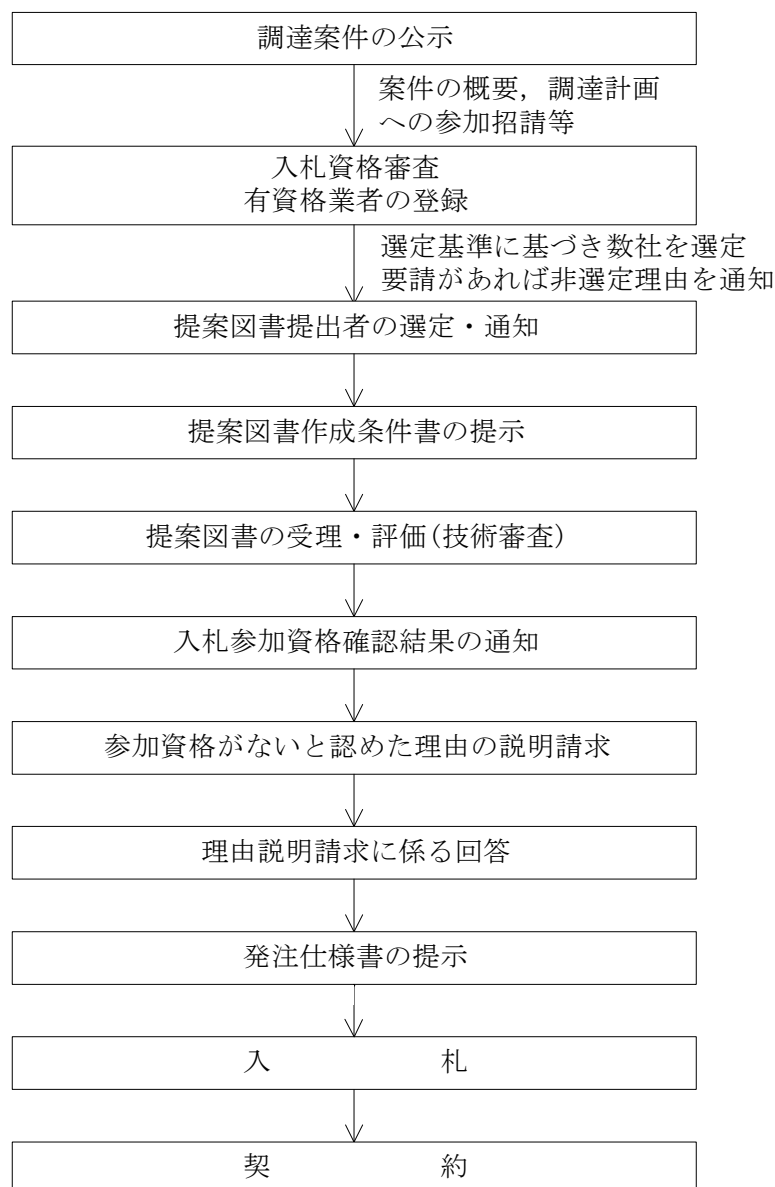 調達案件の公示
案件の概要，調達計画
への参加招請等
入札資格審査
有資格業者の登録
選定基準に基づき数社を選定
要請があれば非選定理由を通知
提案図書提出者の選定・通知
提案図書作成条件書の提示
提案図書の受理・評価(技術審査)
入札参加資格確認結果の通知
参加資格がないと認めた理由の説明請求
理由説明請求に係る回答
発注仕様書の提示
入　　　　　　札
契　　　　　　約